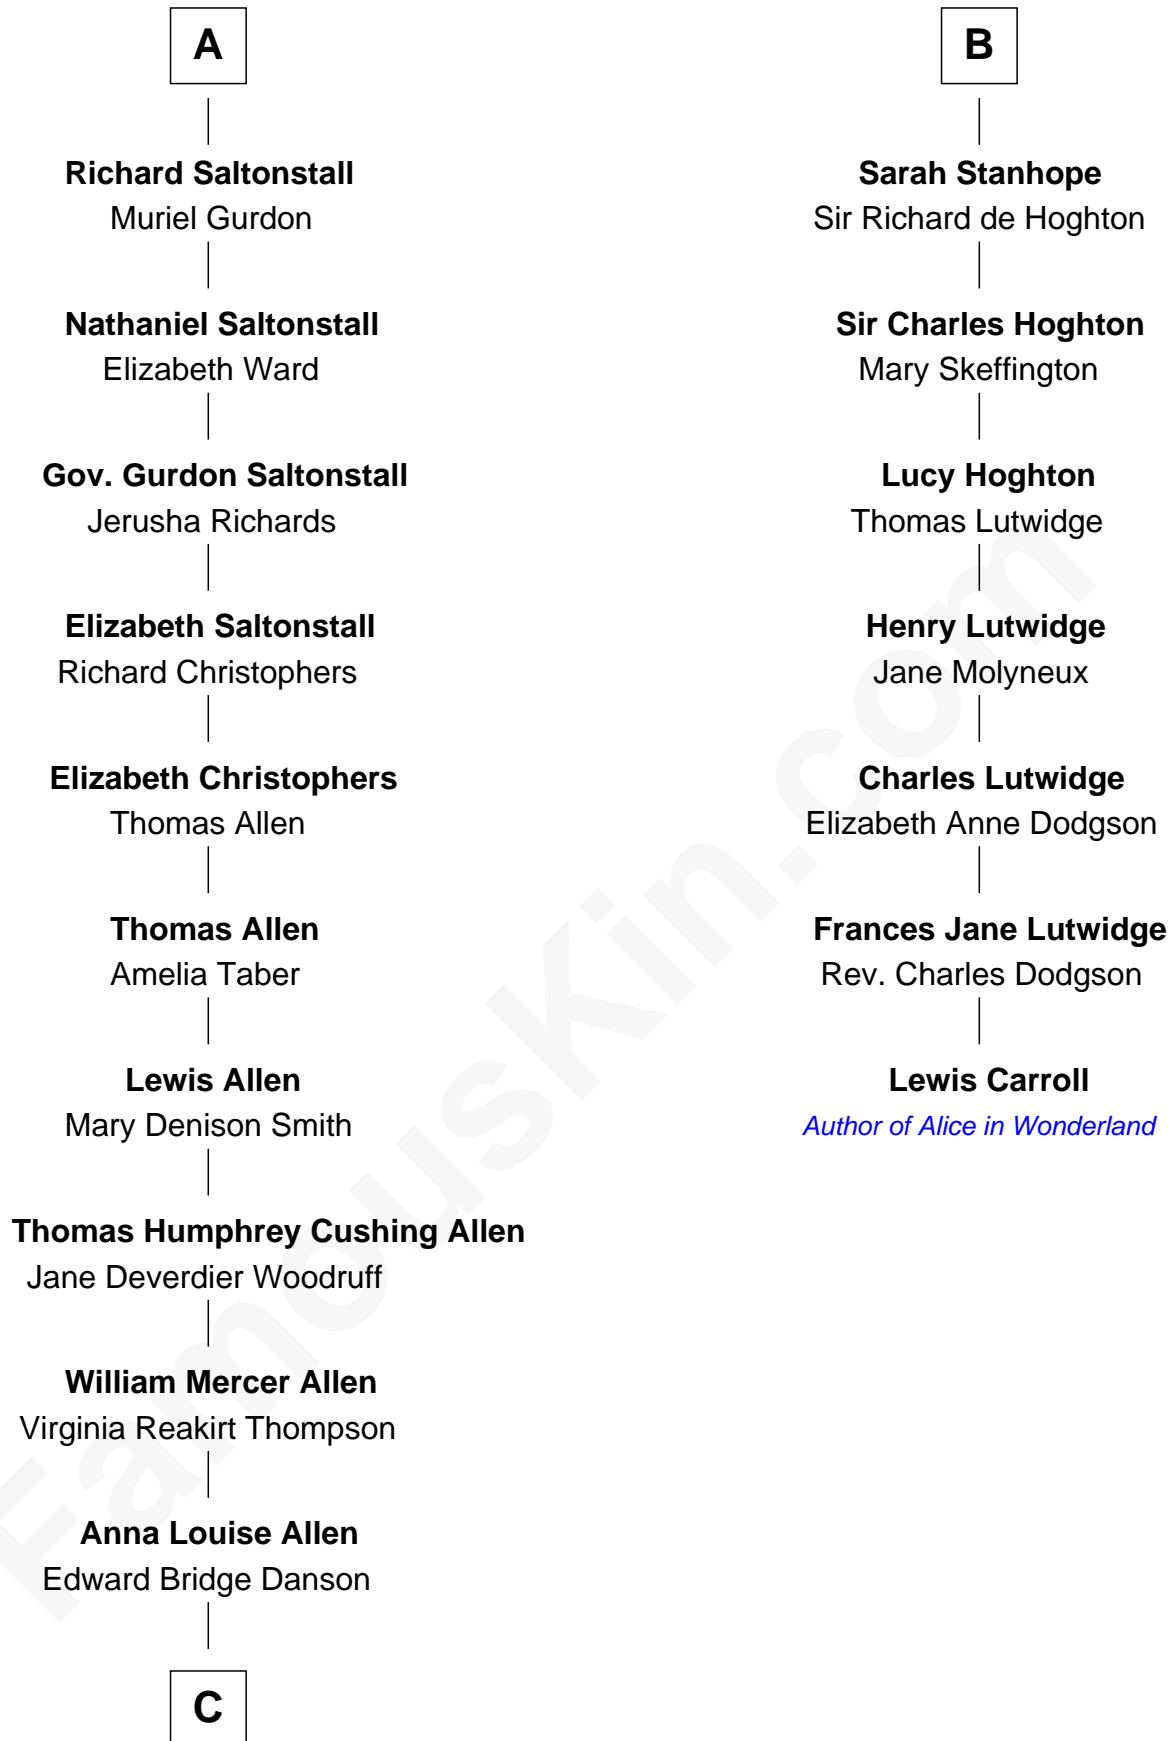 A
Richard Saltonstall
Muriel Gurdon
Nathaniel Saltonstall
Elizabeth Ward
Gov. Gurdon Saltonstall
Jerusha Richards
Elizabeth Saltonstall
Richard Christophers
Elizabeth Christophers
Thomas Allen
Thomas Allen
Amelia Taber
Lewis Allen
Mary Denison Smith
Thomas Humphrey Cushing Allen
Jane Deverdier Woodruff
William Mercer Allen
Virginia Reakirt Thompson
Anna Louise Allen
Edward Bridge Danson
C
B
Sarah Stanhope
Sir Richard de Hoghton
Sir Charles Hoghton
Mary Skeffington
Lucy Hoghton
Thomas Lutwidge
Henry Lutwidge
Jane Molyneux
Charles Lutwidge
Elizabeth Anne Dodgson
Frances Jane Lutwidge
Rev. Charles Dodgson
Lewis Carroll
Author of Alice in Wonderland
FamousKin.com